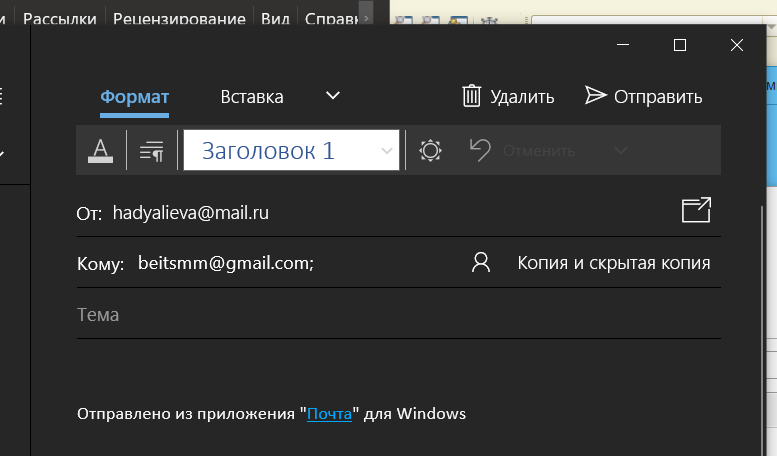 и Рассылки Рецензирование Вид Справк
Формат Вставка Удалить Отправить
Заголовок 1 Отменить
От: hadyalieva@mail.ru
Кому: beitsmm@gmail.com; Копия и скрытая копия
Тема
Отправлено из приложения "Почта" для Windows